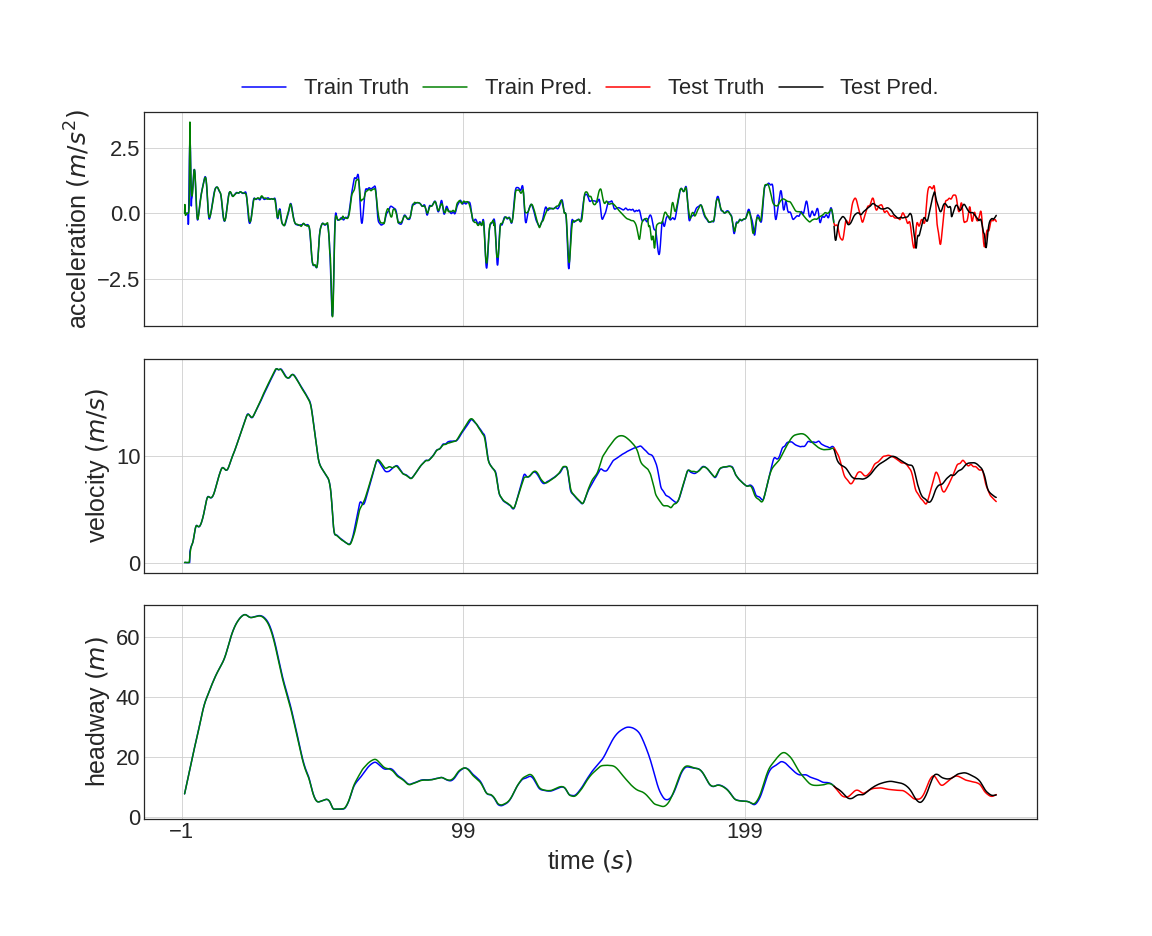 Train Truth Train Pred. Test Truth Test Pred.
acceleration (m/s²)
2.5
0.0
−2.5
velocity (m/s)
10
0
headway (m)
60
40
20
0
−1 99 199
time (s)